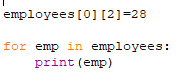 employees[0][2]=28
for emp in employees:
    print(emp)